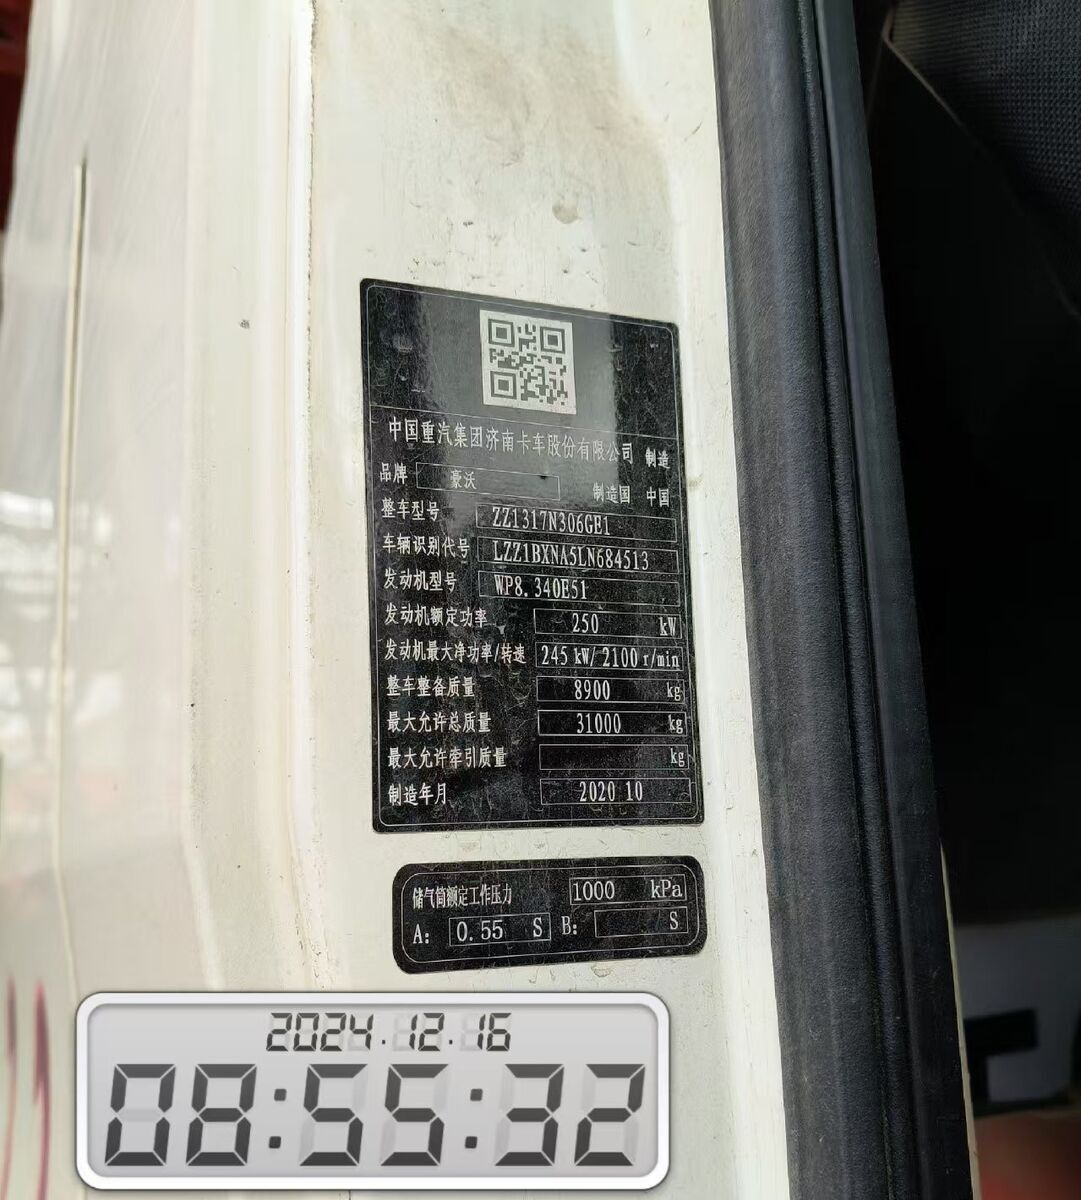 中国重汽集团济南卡车股份有限公司 制造
品牌 豪沃 制造国 中国
整车型号 ZZ1317N306GE1
车辆识别代号 LZZ1BXNA5LN684513
发动机型号 WP8.340E51
发动机额定功率 250 kW
发动机最大净功率/转速 245 kW/2100 r/min
整车整备质量 8900 kg
最大允许总质量 31000 kg
最大允许牵引质量 kg
制造年月 2020 10
储气筒额定工作压力 1000 kPa
A: 0.55 S B: S
2024.12.16
08:55:32